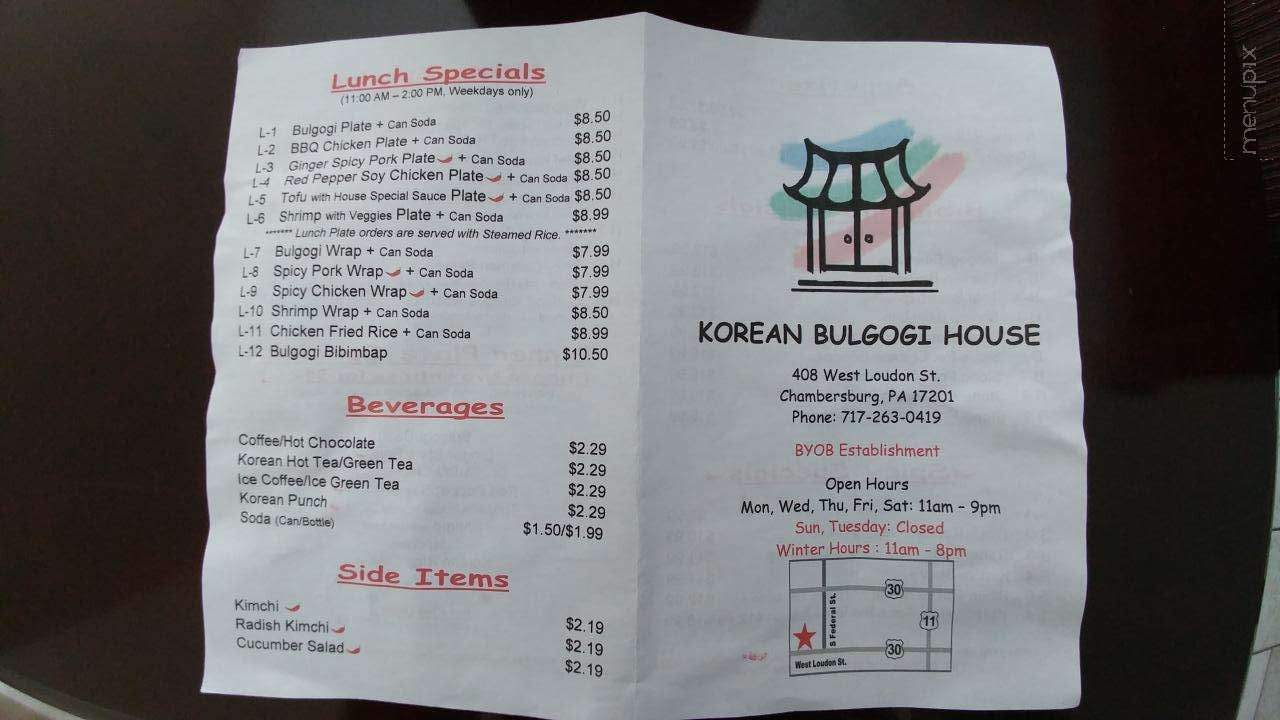 Lunch Specials
(11:00 AM – 2:00 PM, Weekdays only)
L-1 Bulgogi Plate + Can Soda $8.50
L-2 BBQ Chicken Plate + Can Soda $8.50
L-3 Ginger Spicy Pork Plate + Can Soda $8.50
L-4 Red Pepper Soy Chicken Plate + Can Soda $8.50
L-5 Tofu with House Special Sauce Plate + Can Soda $8.50
L-6 Shrimp with Veggies Plate + Can Soda $8.99
******* Lunch Plate orders are served with Steamed Rice. *******
L-7 Bulgogi Wrap + Can Soda $7.99
L-8 Spicy Pork Wrap + Can Soda $7.99
L-9 Spicy Chicken Wrap + Can Soda $7.99
L-10 Shrimp Wrap + Can Soda $8.50
L-11 Chicken Fried Rice + Can Soda $8.99
L-12 Bulgogi Bibimbap $10.50
Beverages
Coffee/Hot Chocolate $2.29
Korean Hot Tea/Green Tea $2.29
Ice Coffee/Ice Green Tea $2.29
Korean Punch $2.29
Soda (Can/Bottle) $1.50/$1.99
Side Items
Kimchi $2.19
Radish Kimchi $2.19
Cucumber Salad $2.19
KOREAN BULGOGI HOUSE
408 West Loudon St.
Chambersburg, PA 17201
Phone: 717-263-0419
BYOB Establishment
Open Hours
Mon, Wed, Thu, Fri, Sat: 11am – 9pm
Sun, Tuesday: Closed
Winter Hours : 11am - 8pm
30
S Federal St.
11
30
West Loudon St.
menupix